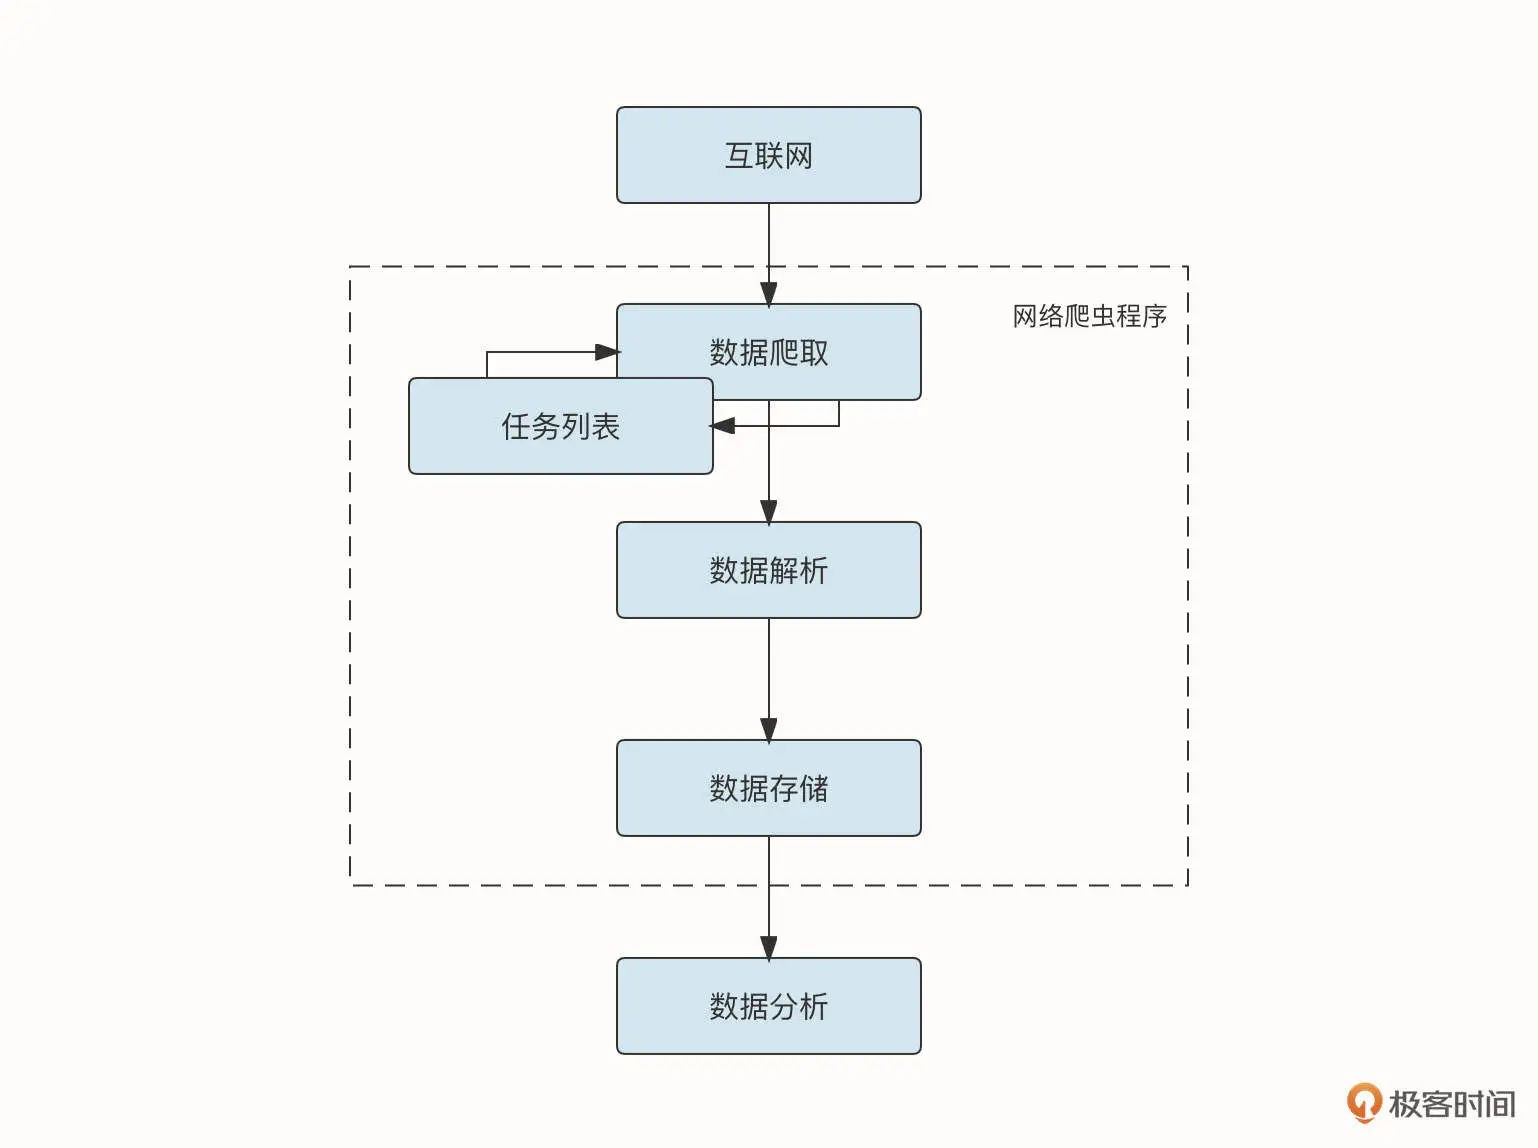 互联网
网络爬虫程序
数据爬取
任务列表
数据解析
数据存储
数据分析
极客时间